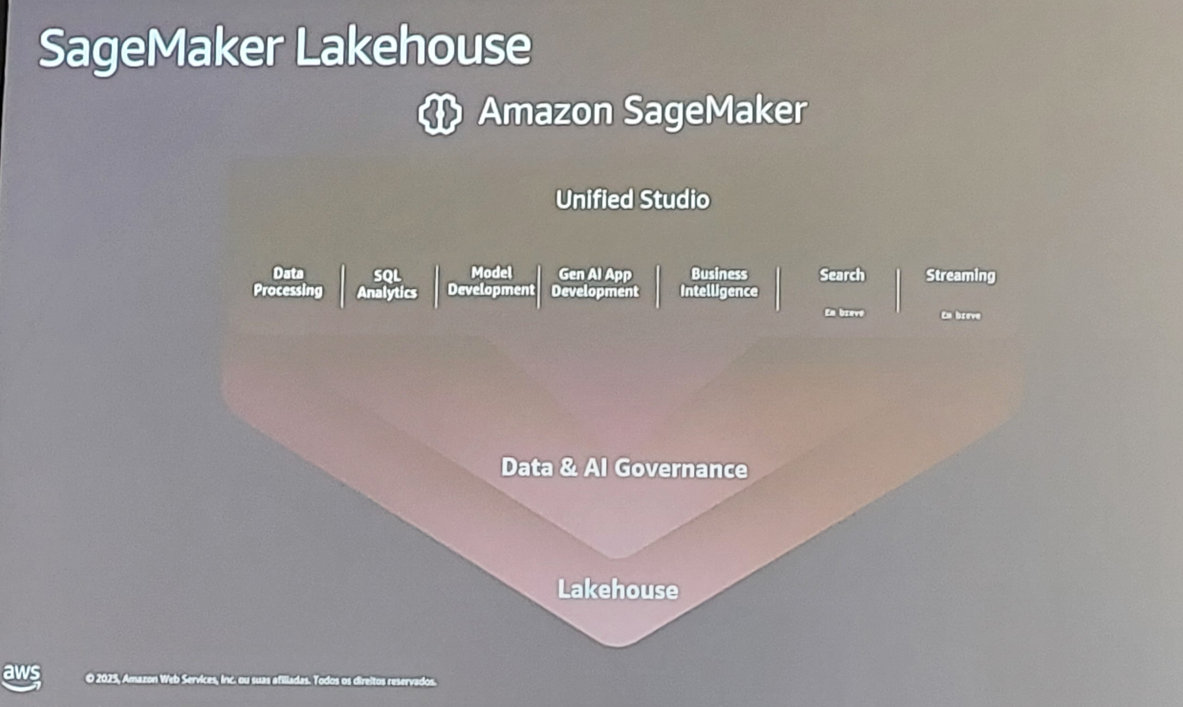 SageMaker Lakehouse
Amazon SageMaker
Unified Studio
Data
Processing
SQL
Analytics
Model
Development
Gen AI App
Development
Business
Intelligence
Search
Em breve
Streaming
Em breve
Data & AI Governance
Lakehouse
aws
© 2025, Amazon Web Services, Inc. ou suas afiliadas. Todos os direitos reservados.